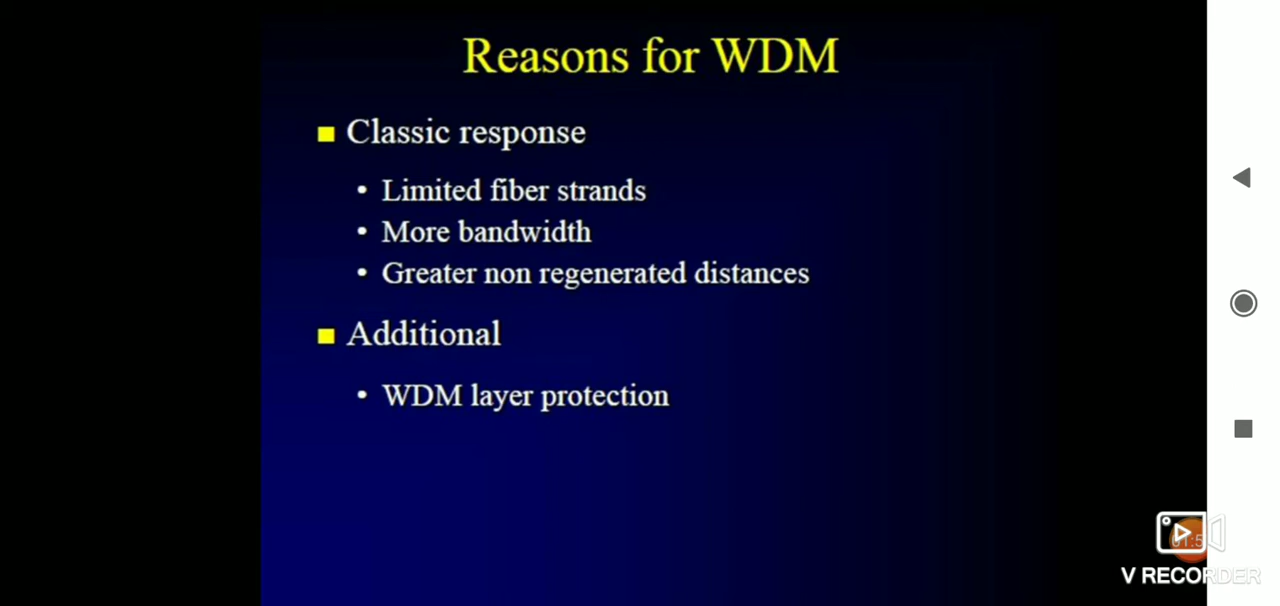 Reasons for WDM
Classic response
• Limited fiber strands
• More bandwidth
• Greater non regenerated distances
Additional
• WDM layer protection
V RECORDER